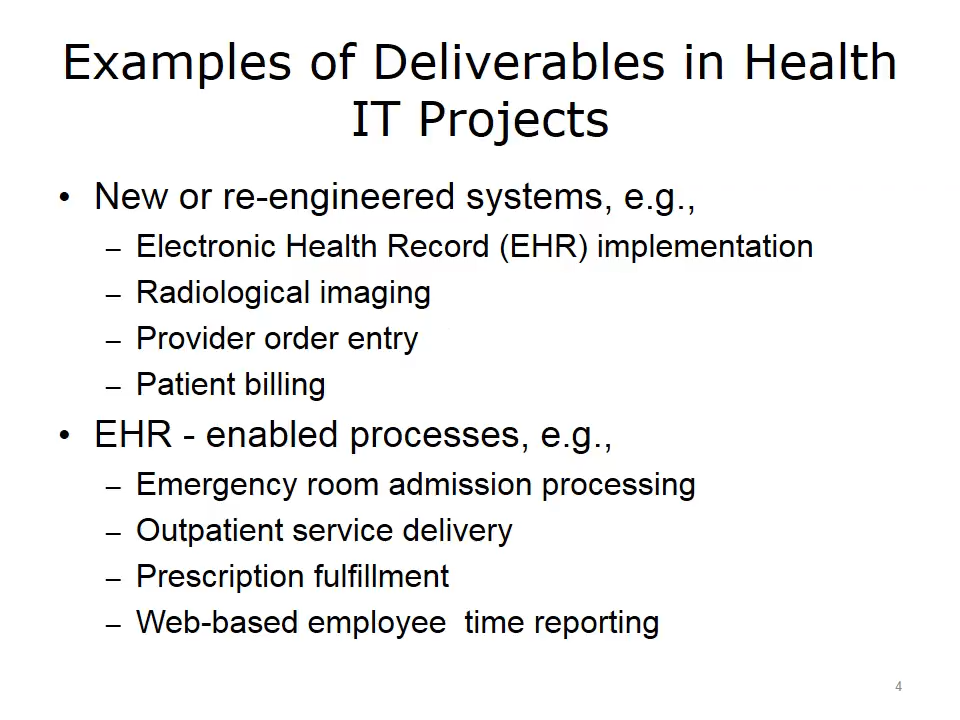 Examples of Deliverables in Health
IT Projects
• New or re-engineered systems, e.g.,
– Electronic Health Record (EHR) implementation
– Radiological imaging
– Provider order entry
– Patient billing
• EHR - enabled processes, e.g.,
– Emergency room admission processing
– Outpatient service delivery
– Prescription fulfillment
– Web-based employee  time reporting
4